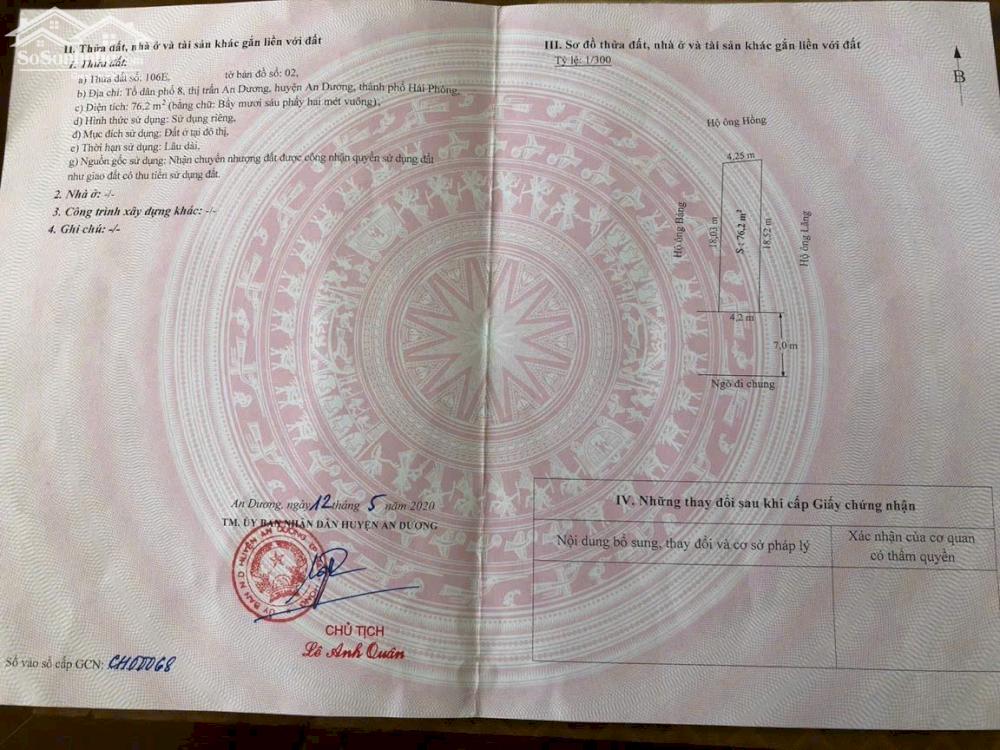 II. Thửa đất, nhà ở và tài sản khác gắn liền với đất
1. Thửa đất:
a) Thửa đất số: 106E, tờ bản đồ số: 02,
b) Địa chỉ: Tổ dân phố 8, thị trấn An Dương, huyện An Dương, thành phố Hải Phòng,
c) Diện tích: 76,2 m² (bằng chữ: Bẩy mươi sáu phẩy hai mét vuông),
d) Hình thức sử dụng: Sử dụng riêng,
đ) Mục đích sử dụng: Đất ở tại đô thị,
e) Thời hạn sử dụng: Lâu dài,
g) Nguồn gốc sử dụng: Nhận chuyển nhượng đất được công nhận quyền sử dụng đất
như giao đất có thu tiền sử dụng đất.
2. Nhà ở: -/-
3. Công trình xây dựng khác: -/-
4. Ghi chú: -/-
An Dương, ngày 12 tháng 5 năm 2020
TM. ỦY BAN NHÂN DÂN HUYỆN AN DƯƠNG
CHỦ TỊCH
Lê Anh Quân
Số vào sổ cấp GCN: CH00068
III. Sơ đồ thửa đất, nhà ở và tài sản khác gắn liền với đất
Tỷ lệ: 1/300
B
Hộ ông Hồng
4,25 m
Hộ ông Bảng
18,03 m
S : 76,2 m²
18,52 m
Hộ ông Lăng
4,2 m
7,0 m
Ngõ đi chung
IV. Những thay đổi sau khi cấp Giấy chứng nhận
Nội dung bổ sung, thay đổi và cơ sở pháp lý
Xác nhận của cơ quan
có thẩm quyền